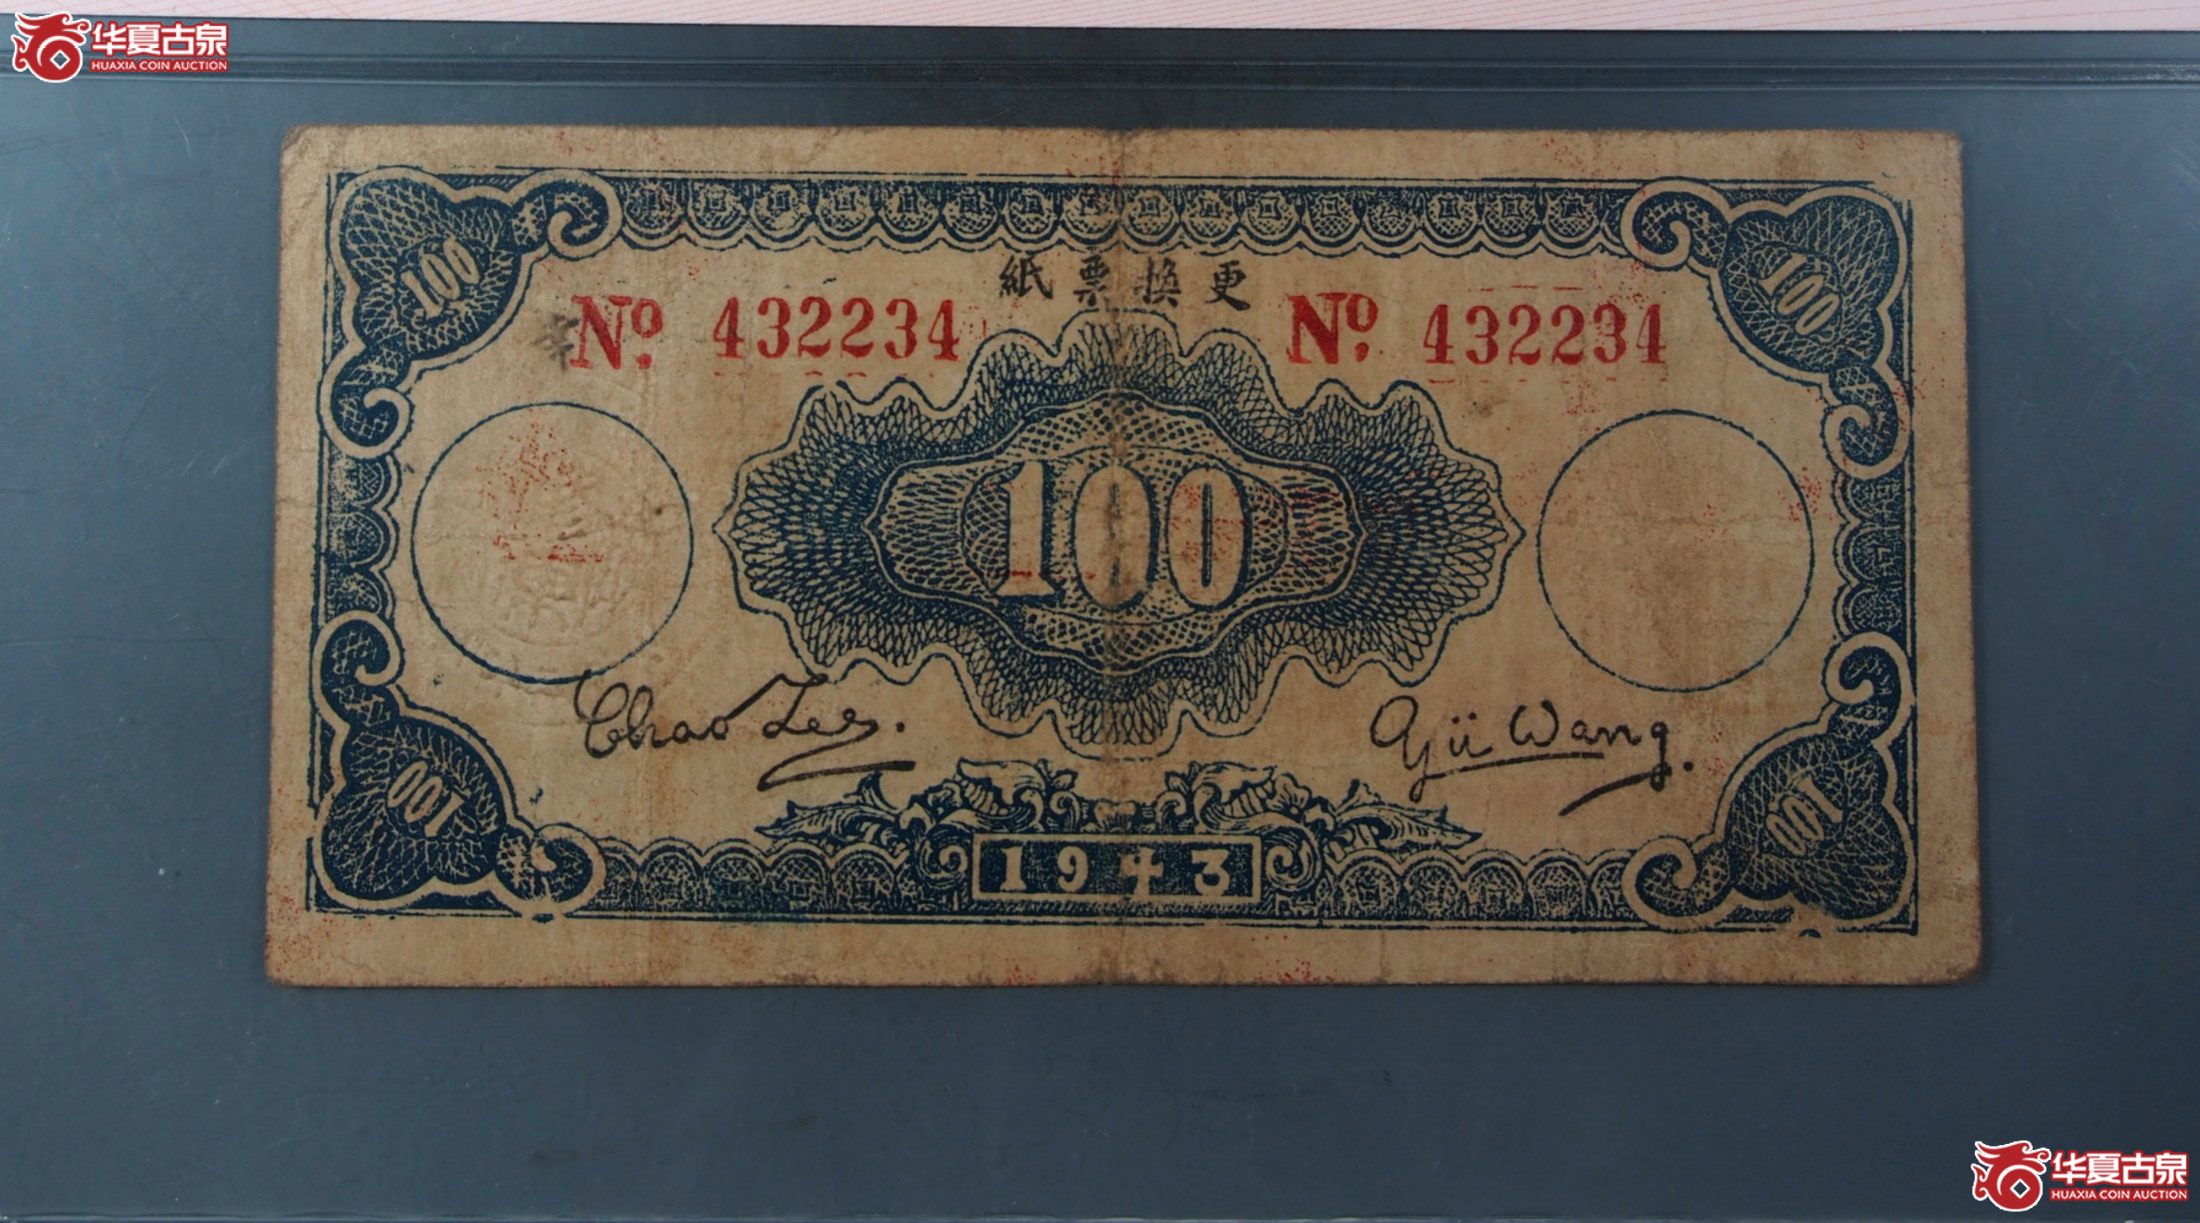 华夏古泉
HUAXIA COIN AUCTION
100
100
紙票換更
No. 432234
No. 432234
100
Chao Lee.
Yü Wang.
100
100
1943
华夏古泉
HUAXIA COIN AUCTION